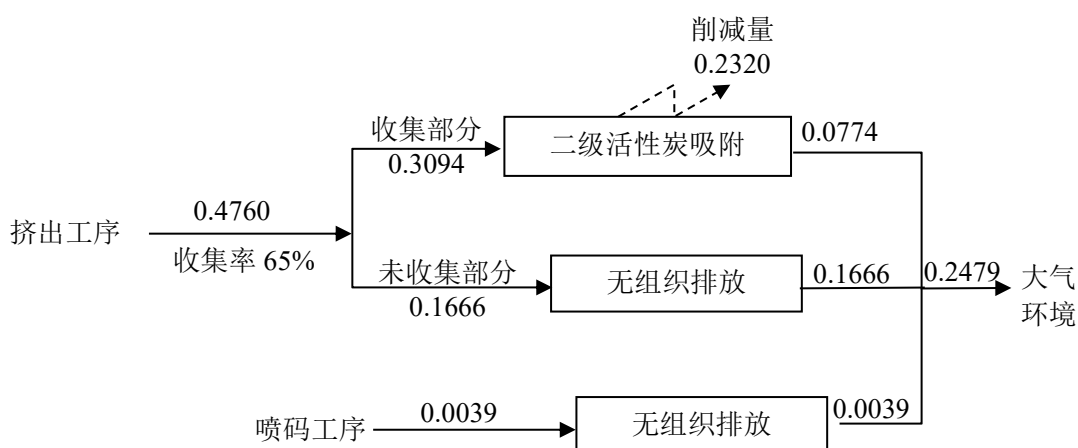 削减量
0.2320
收集部分
0.3094
二级活性炭吸附
0.0774
挤出工序
0.4760
收集率 65%
未收集部分
0.1666
无组织排放
0.1666
0.2479
大气
环境
喷码工序
0.0039
无组织排放
0.0039